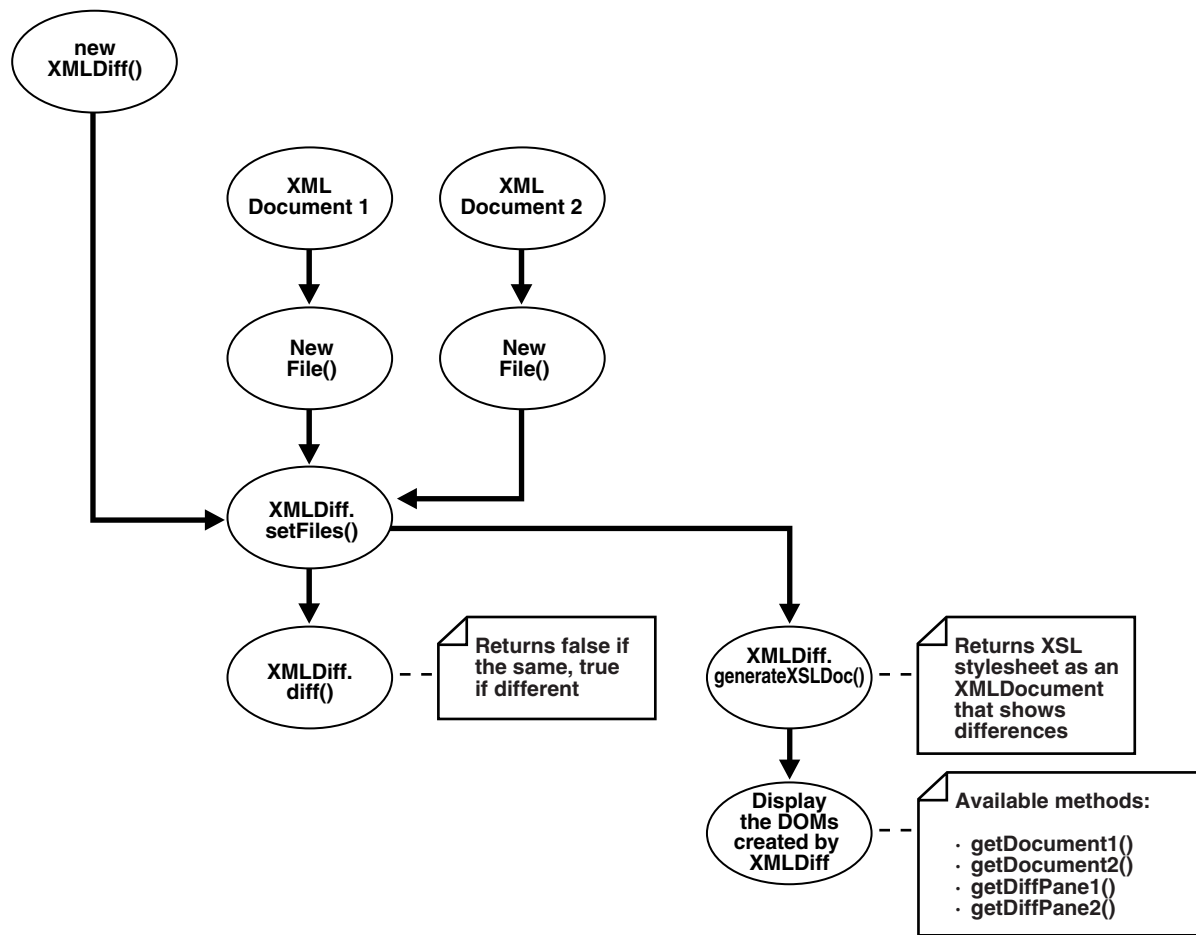 new
XMLDiff()
XML
Document 1
XML
Document 2
New
File()
New
File()
XMLDiff.
setFiles()
XMLDiff.
diff()
Returns false if
the same, true
if different
XMLDiff.
generateXSLDoc()
Returns XSL
stylesheet as an
XMLDocument
that shows
differences
Display
the DOMs
created by
XMLDiff
Available methods:
· getDocument1()
· getDocument2()
· getDiffPane1()
· getDiffPane2()